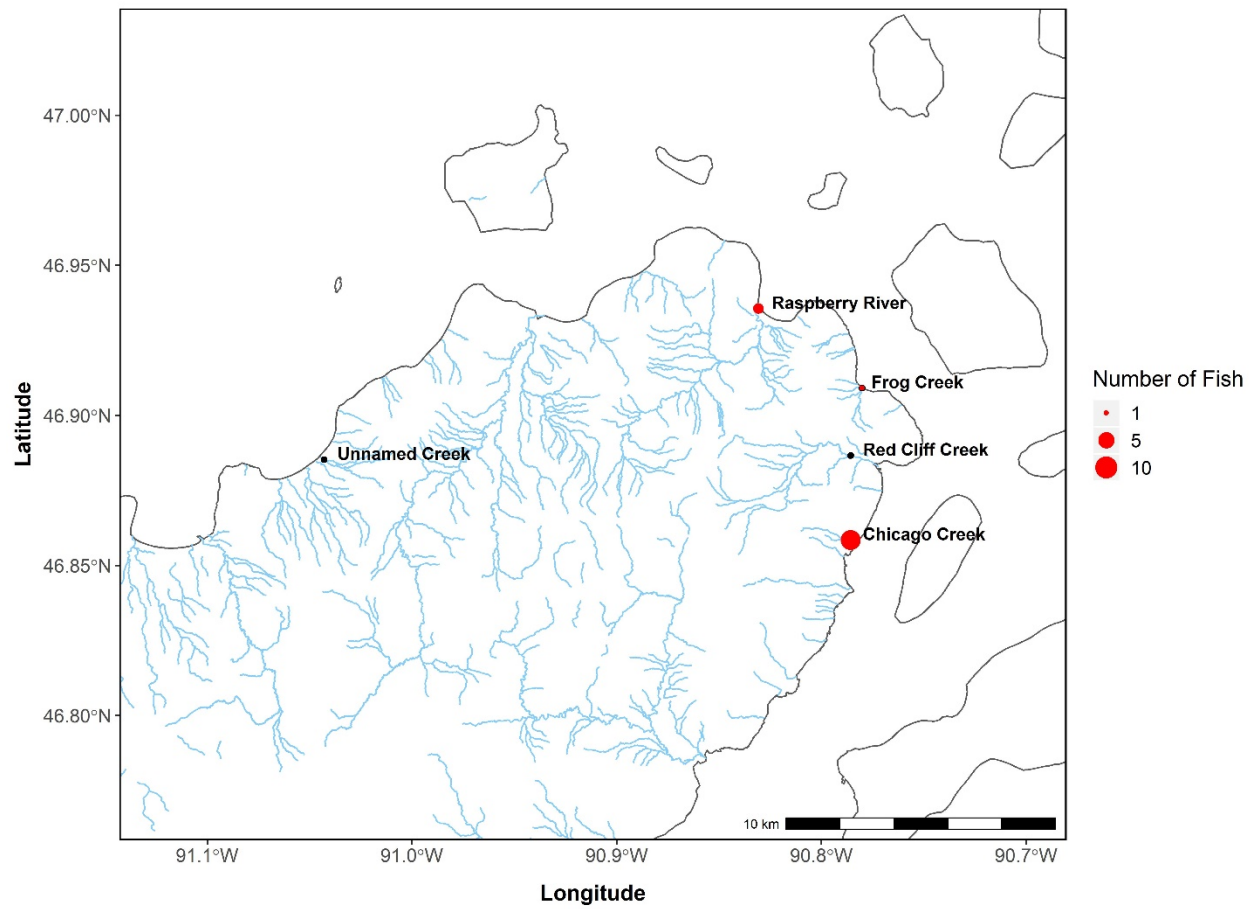 47.00°N
46.95°N
46.90°N
46.85°N
46.80°N
Latitude
Raspberry River
Frog Creek
Red Cliff Creek
Unnamed Creek
Chicago Creek
10 km
91.1°W
91.0°W
90.9°W
90.8°W
90.7°W
Longitude
Number of Fish
1
5
10